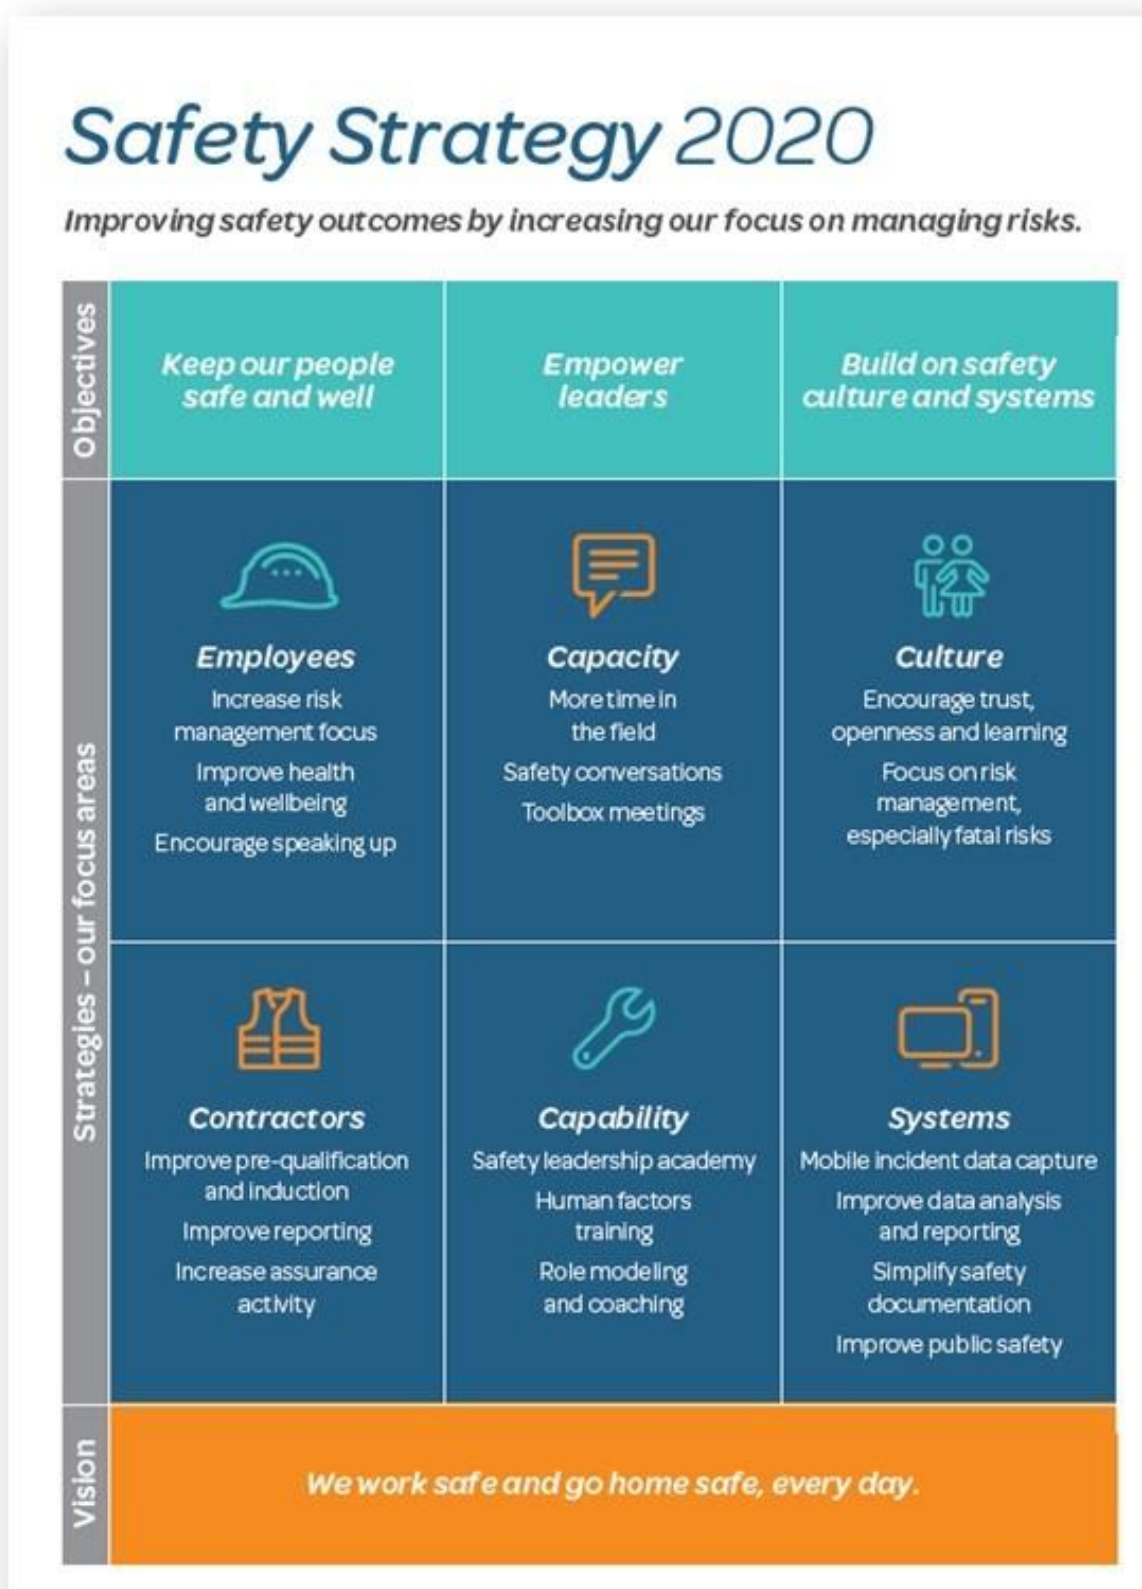 Safety Strategy 2020
Improving safety outcomes by increasing our focus on managing risks.
Objectives
Keep our people
safe and well
Empower
leaders
Build on safety
culture and systems
Strategies – our focus areas
Employees
Increase risk
management focus
Improve health
and wellbeing
Encourage speaking up
Capacity
More time in
the field
Safety conversations
Toolbox meetings
Culture
Encourage trust,
openness and learning
Focus on risk
management,
especially fatal risks
Contractors
Improve pre-qualification
and induction
Improve reporting
Increase assurance
activity
Capability
Safety leadership academy
Human factors
training
Role modeling
and coaching
Systems
Mobile incident data capture
Improve data analysis
and reporting
Simplify safety
documentation
Improve public safety
Vision
We work safe and go home safe, every day.